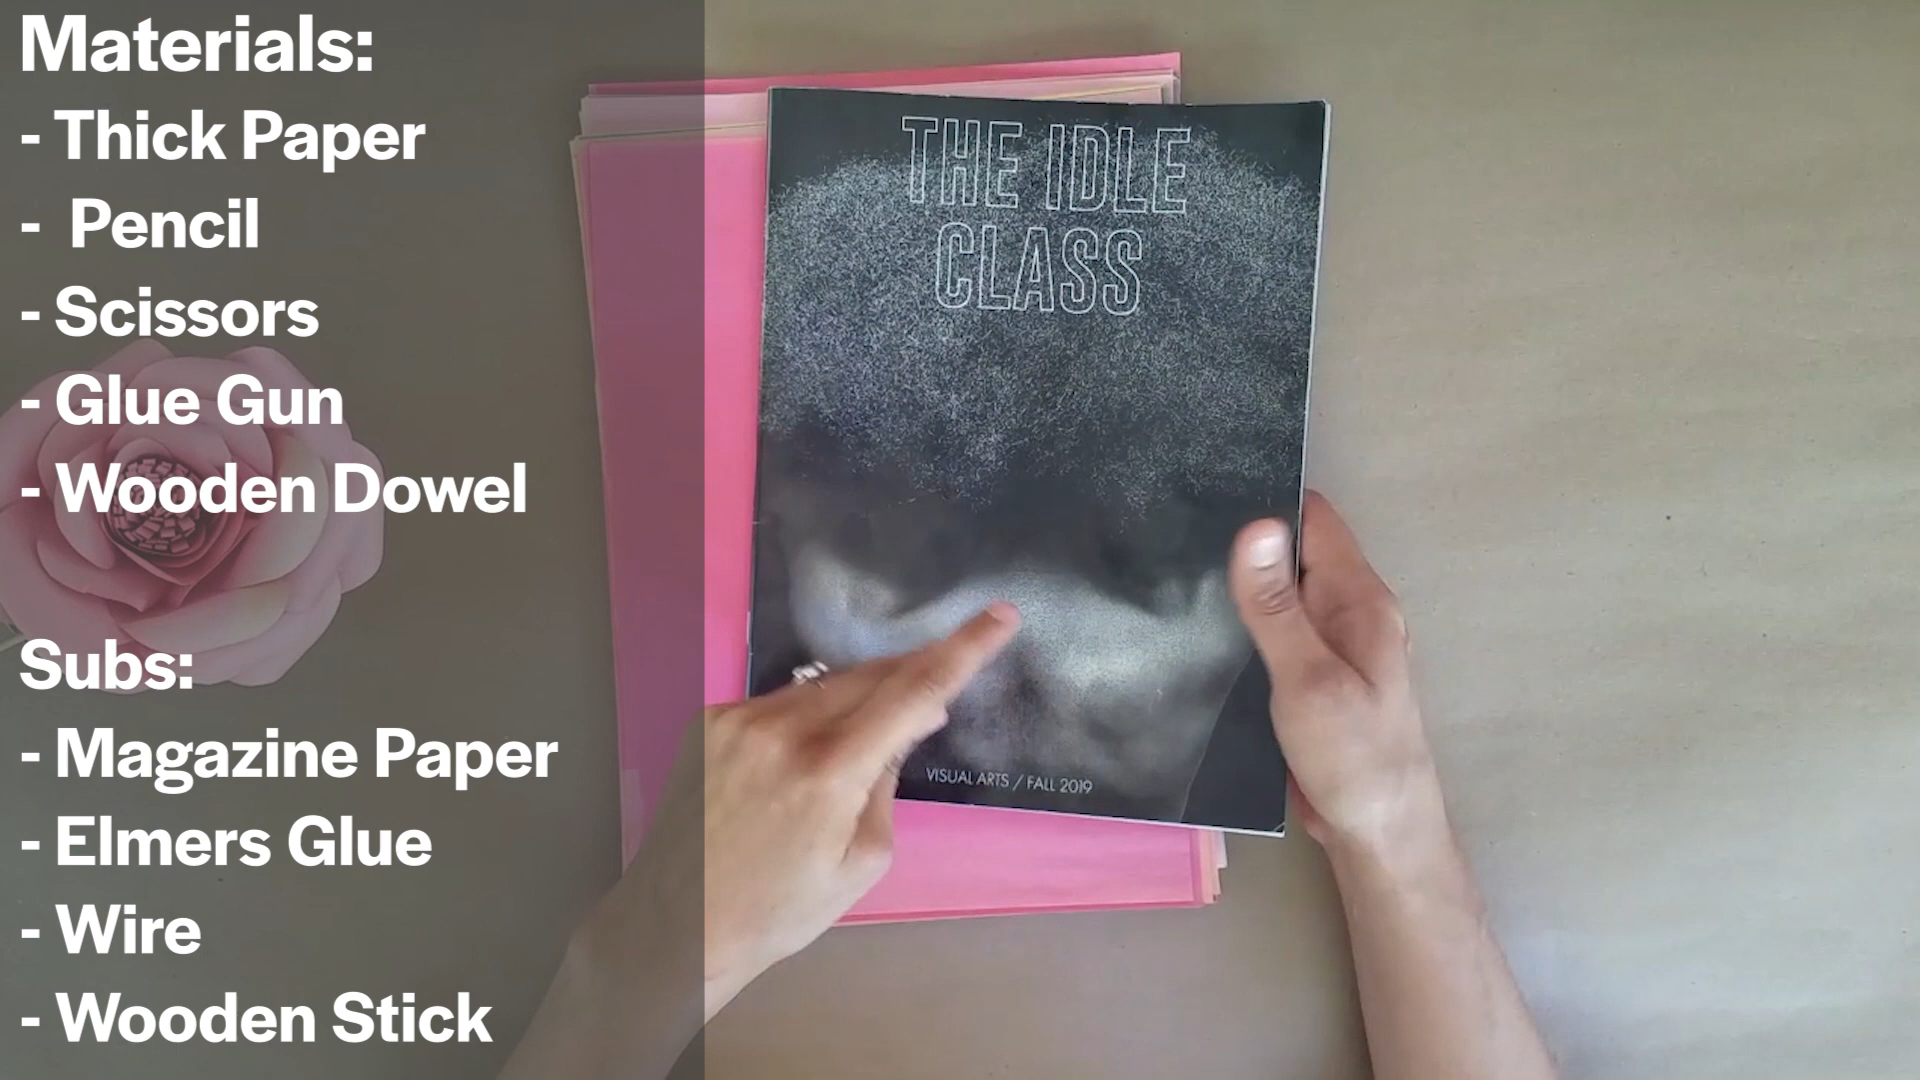 Materials:
- Thick Paper
- Pencil
- Scissors
- Glue Gun
- Wooden Dowel
Subs:
- Magazine Paper
- Elmers Glue
- Wire
- Wooden Stick
THE IDLE
CLASS
VISUAL ARTS / FALL 2019